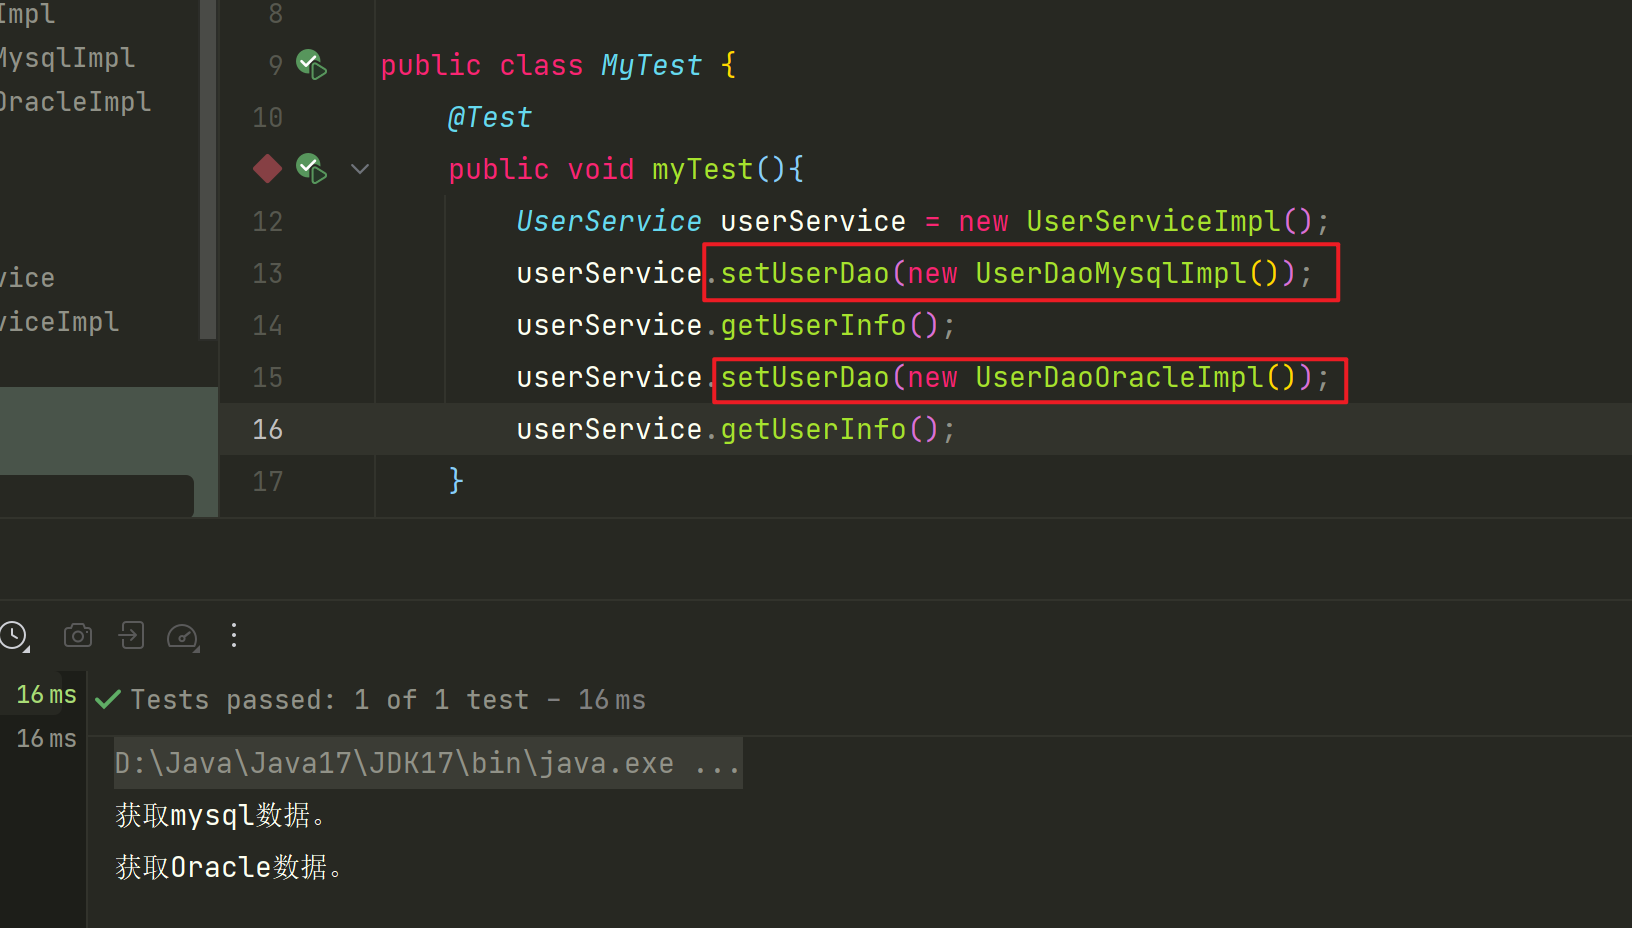 Impl
MysqlImpl
OracleImpl
vice
viceImpl
8
9 public class MyTest {
10 @Test
public void myTest(){
12 UserService userService = new UserServiceImpl();
13 userService.setUserDao(new UserDaoMysqlImpl());
14 userService.getUserInfo();
15 userService.setUserDao(new UserDaoOracleImpl());
16 userService.getUserInfo();
17 }
16 ms
16 ms
Tests passed: 1 of 1 test – 16 ms
D:\Java\Java17\JDK17\bin\java.exe ...
获取mysql数据。
获取Oracle数据。